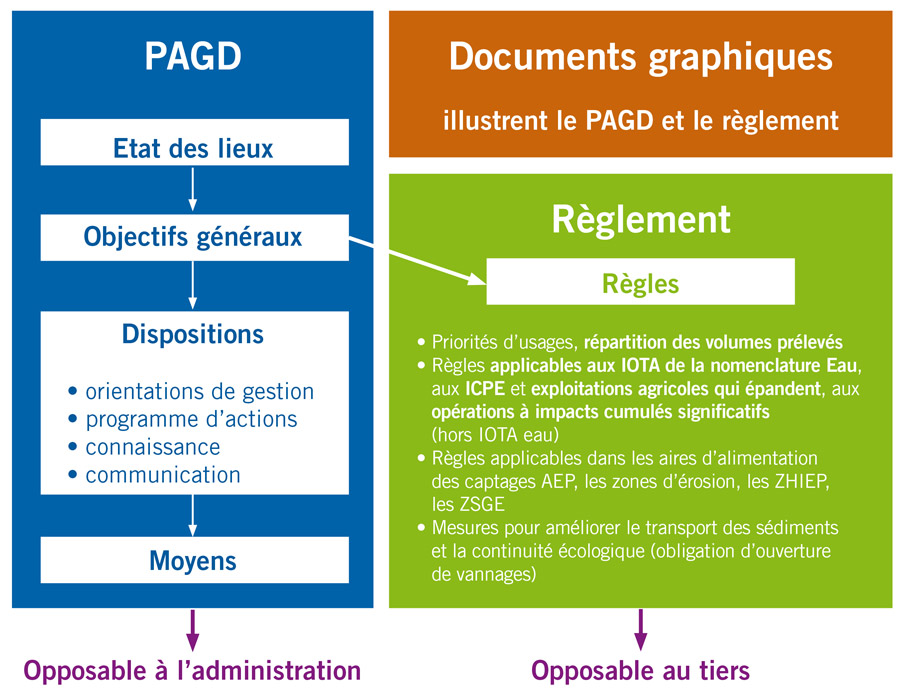 PAGD
Etat des lieux
Objectifs généraux
Dispositions
• orientations de gestion
• programme d’actions
• connaissance
• communication
Moyens
Opposable à l’administration
Documents graphiques
illustrent le PAGD et le règlement
Règlement
Règles
• Priorités d’usages, répartition des volumes prélevés
• Règles applicables aux IOTA de la nomenclature Eau,
aux ICPE et exploitations agricoles qui épandent, aux
opérations à impacts cumulés significatifs
(hors IOTA eau)
• Règles applicables dans les aires d’alimentation
des captages AEP, les zones d’érosion, les ZHIEP,
les ZSGE
• Mesures pour améliorer le transport des sédiments
et la continuité écologique (obligation d’ouverture
de vannages)
Opposable au tiers